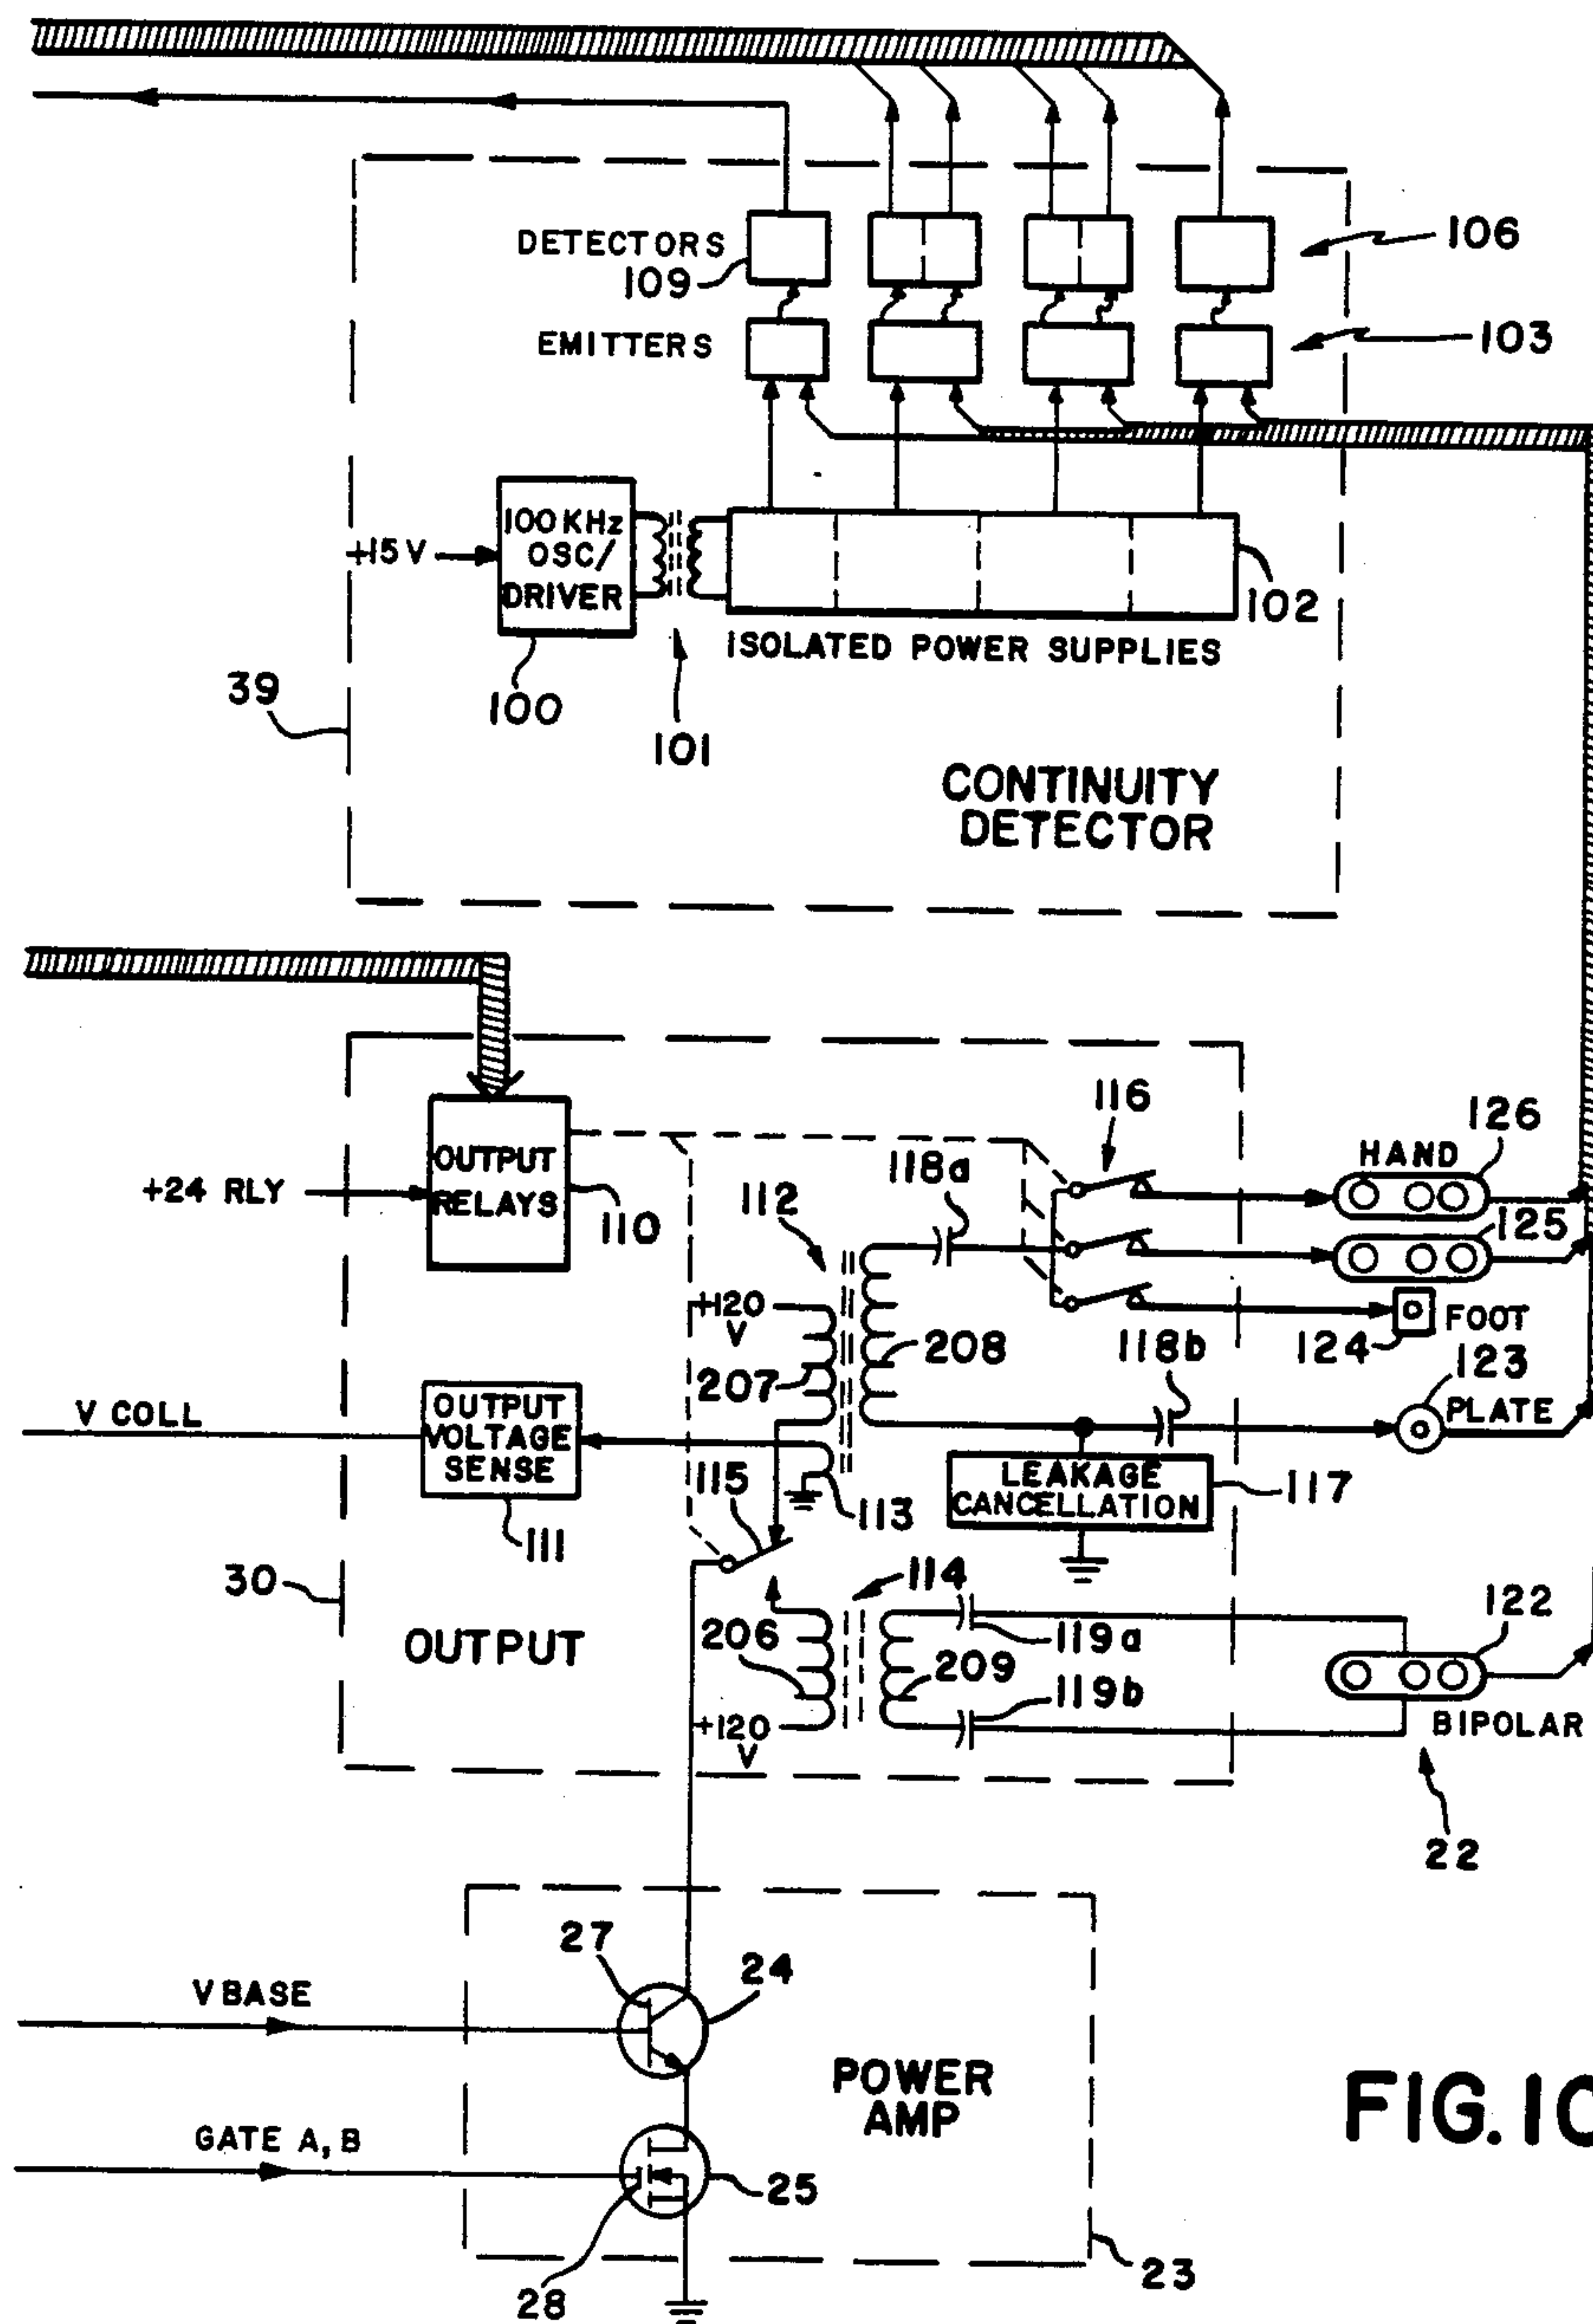 DETECTORS
109
106
EMITTERS
103
+15V
100 KHz
OSC/
DRIVER
102
ISOLATED POWER SUPPLIES
39
100
101
CONTINUITY
DETECTOR
116
126
HAND
118a
+24 RLY
OUTPUT
RELAYS
110
112
125
+120
V
207
208
118b
124
FOOT
123
PLATE
V COLL
OUTPUT
VOLTAGE
SENSE
111
115
113
LEAKAGE
CANCELLATION
117
30
OUTPUT
114
206
209
119a
119b
+120
V
122
BIPOLAR
22
27
24
V BASE
POWER
AMP
GATE A, B
25
28
23